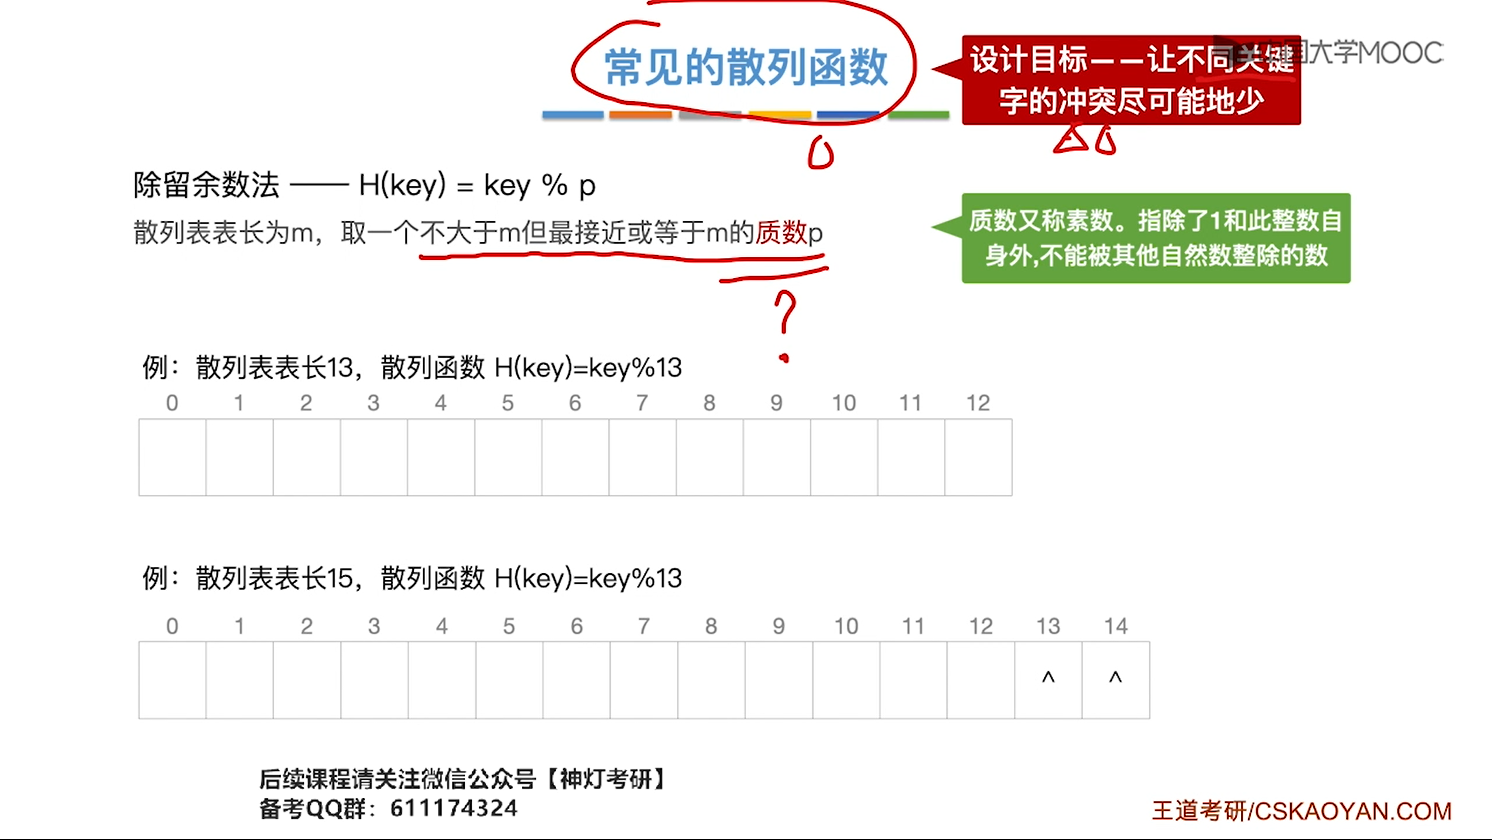 常见的散列函数
设计目标——让不同关键
字的冲突尽可能地少
中国大学MOOC
除留余数法 —— H(key) = key % p
散列表表长为m，取一个不大于m但最接近或等于m的质数p
质数又称素数。指除了1和此整数自
身外,不能被其他自然数整除的数
?
例：散列表表长13，散列函数 H(key)=key%13
0 1 2 3 4 5 6 7 8 9 10 11 12
例：散列表表长15，散列函数 H(key)=key%13
0 1 2 3 4 5 6 7 8 9 10 11 12 13 14
^ ^
后续课程请关注微信公众号【神灯考研】
备考QQ群：611174324
王道考研/CSKAOYAN.COM